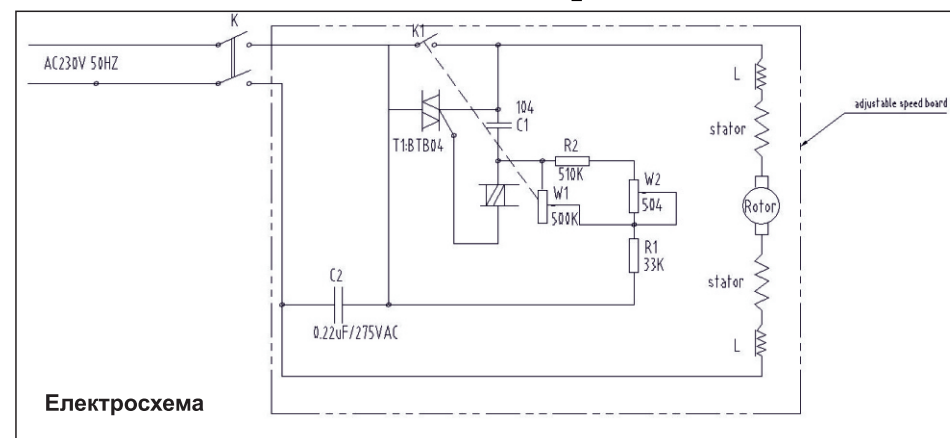 K
K1
AC230V 50HZ
L
adjustable speed board
104
C1
stator
T1:BTB04
R2
510K
W2
W1
504
500K
Rotor
R1
33K
C2
stator
0.22uF/275VAC
L
Електросхема